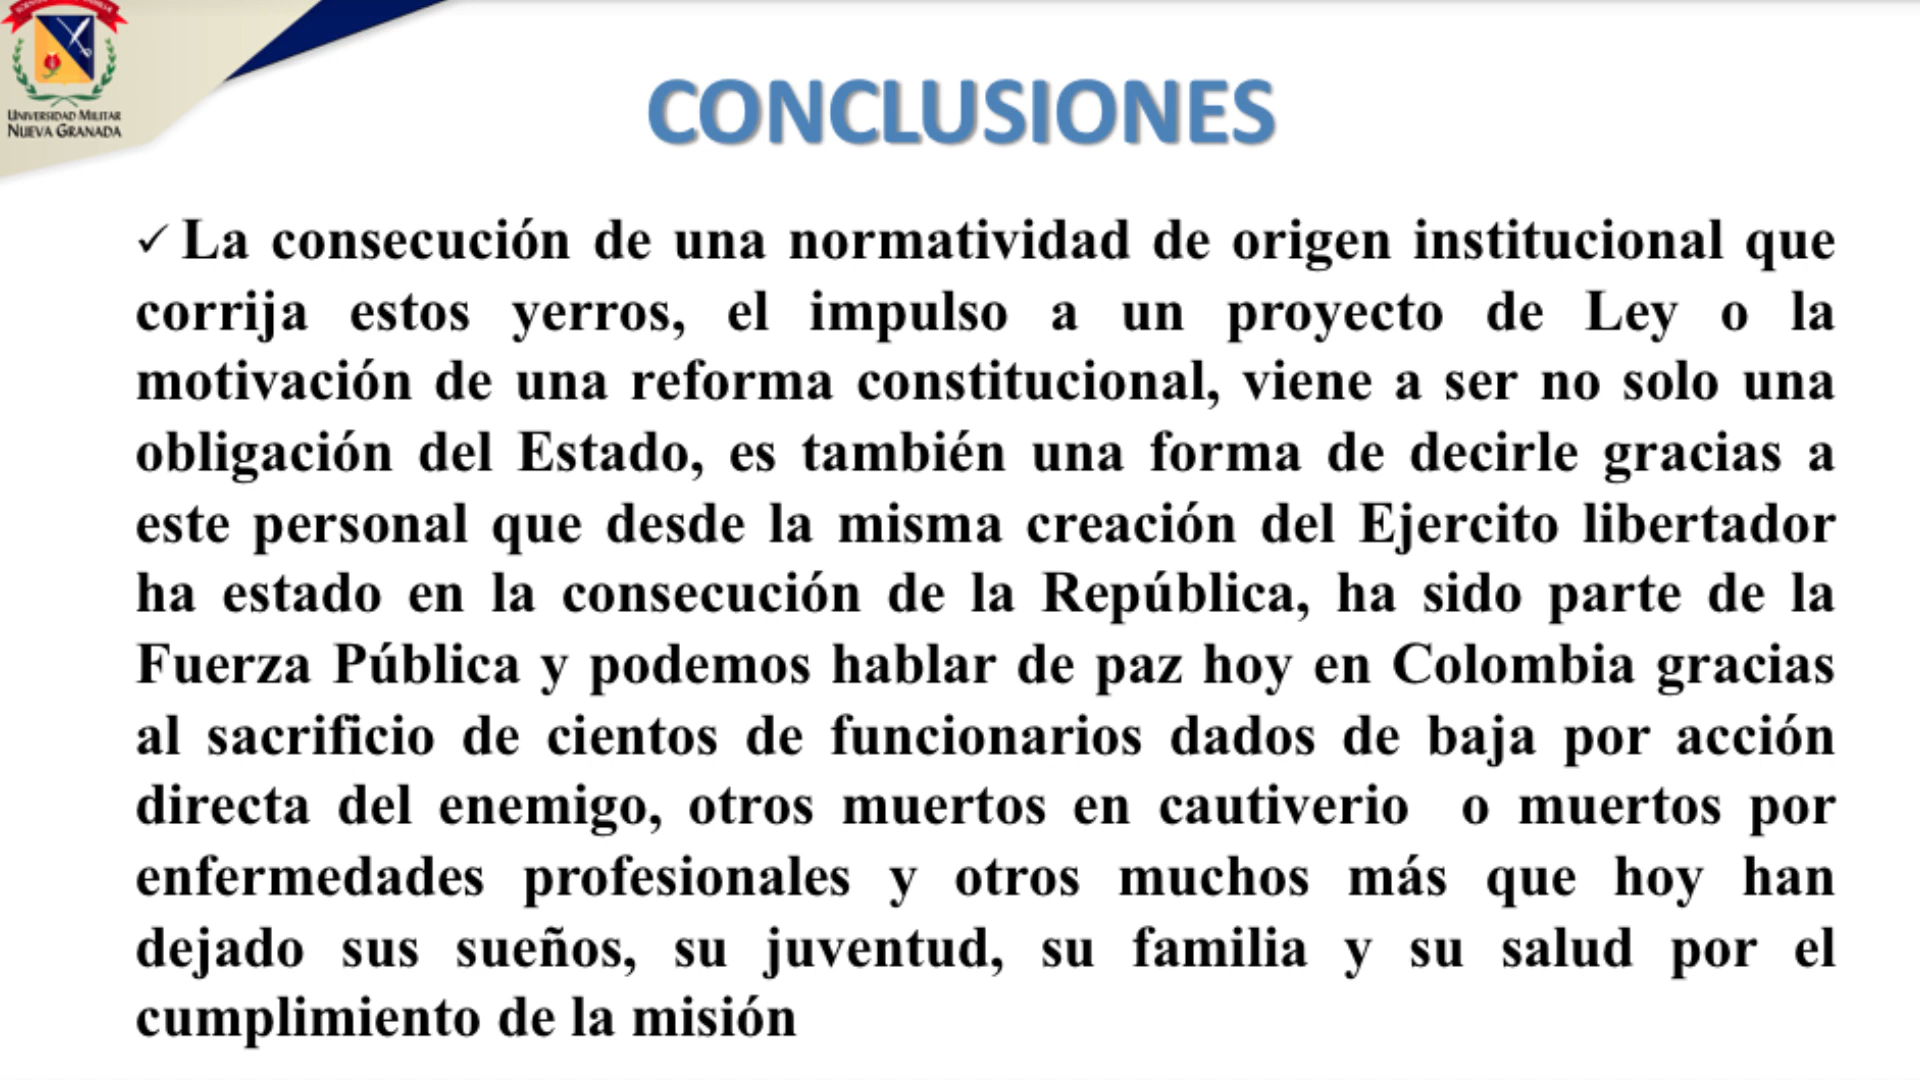 UNIVERSIDAD MILITAR
NUEVA GRANADA
CONCLUSIONES
✓ La consecución de una normatividad de origen institucional que
corrija estos yerros, el impulso a un proyecto de Ley o la
motivación de una reforma constitucional, viene a ser no solo una
obligación del Estado, es también una forma de decirle gracias a
este personal que desde la misma creación del Ejercito libertador
ha estado en la consecución de la República, ha sido parte de la
Fuerza Pública y podemos hablar de paz hoy en Colombia gracias
al sacrificio de cientos de funcionarios dados de baja por acción
directa del enemigo, otros muertos en cautiverio o muertos por
enfermedades profesionales y otros muchos más que hoy han
dejado sus sueños, su juventud, su familia y su salud por el
cumplimiento de la misión